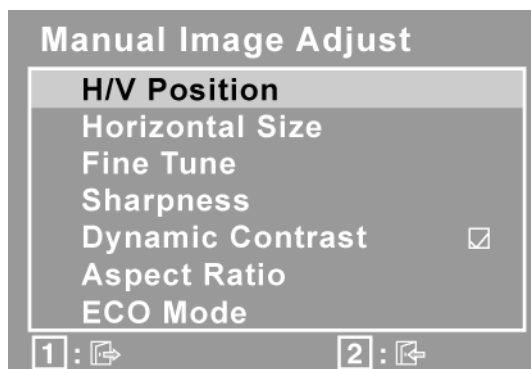 Manual Image Adjust
H/V Position
Horizontal Size
Fine Tune
Sharpness
Dynamic Contrast
Aspect Ratio
ECO Mode
1 : 2 :